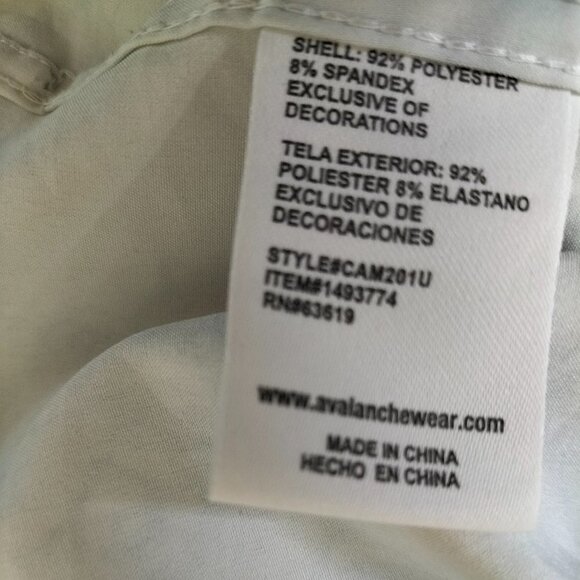 SHELL: 92% POLYESTER
8% SPANDEX
EXCLUSIVE OF
DECORATIONS
TELA EXTERIOR: 92%
POLIESTER 8% ELASTANO
EXCLUSIVO DE
DECORACIONES
STYLE#CAM201U
ITEM#1493774
RN#63619
www.avalanchewear.com
MADE IN CHINA
HECHO EN CHINA